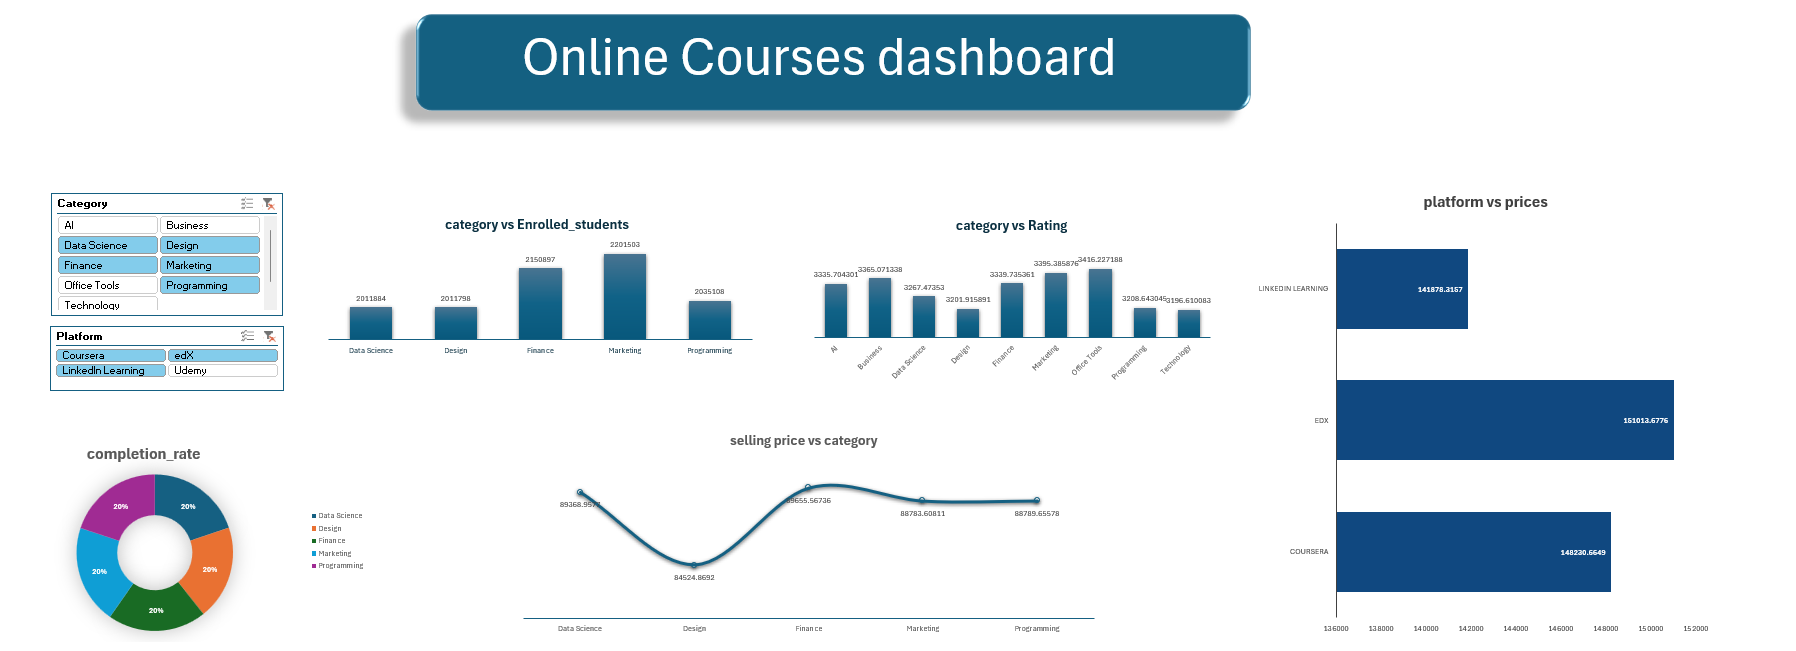 Online Courses dashboard
Category
AI
Business
Data Science
Design
Finance
Marketing
Office Tools
Programming
Technology
Platform
Coursera
edX
LinkedIn Learning
Udemy
category vs Enrolled_students
2011884
2011798
2150897
2201503
2035108
Data Science
Design
Finance
Marketing
Programming
category vs Rating
3335.704301
3365.071338
3267.47353
3201.915891
3339.735361
3395.385876
3416.227188
3208.643045
3196.610083
AI
Business
Data Science
Design
Finance
Marketing
Office Tools
Programming
Technology
platform vs prices
LINKEDIN LEARNING
141878.3157
EDX
151013.6776
COURSERA
148230.5649
136000
138000
140000
142000
144000
146000
148000
150000
152000
completion_rate
20%
20%
20%
20%
20%
Data Science
Design
Finance
Marketing
Programming
selling price vs category
84524.8692
88783.60811
88789.65578
Data Science
Design
Finance
Marketing
Programming